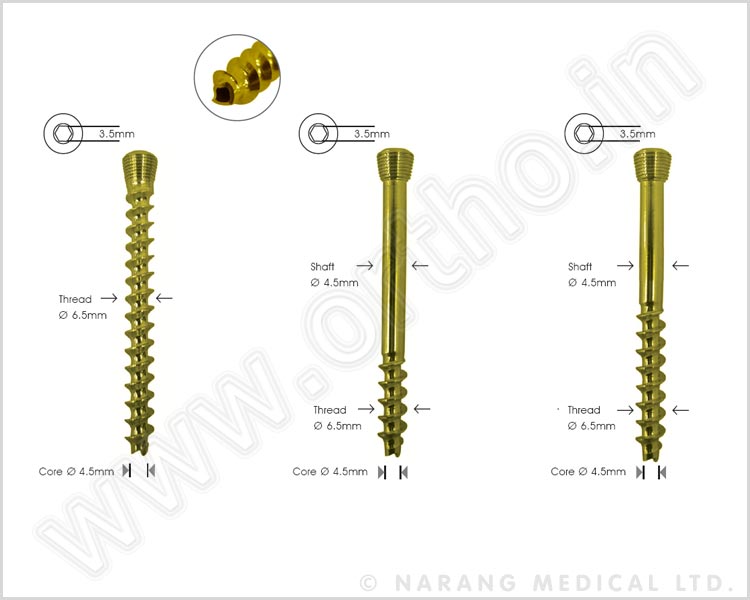 3.5mm
3.5mm
3.5mm
Shaft
Ø 4.5mm
Shaft
Ø 4.5mm
Thread
Ø 6.5mm
Thread
Ø 6.5mm
Thread
Ø 6.5mm
Core Ø 4.5mm
Core Ø 4.5mm
Core Ø 4.5mm
www.ortho.in
© NARANG MEDICAL LTD.